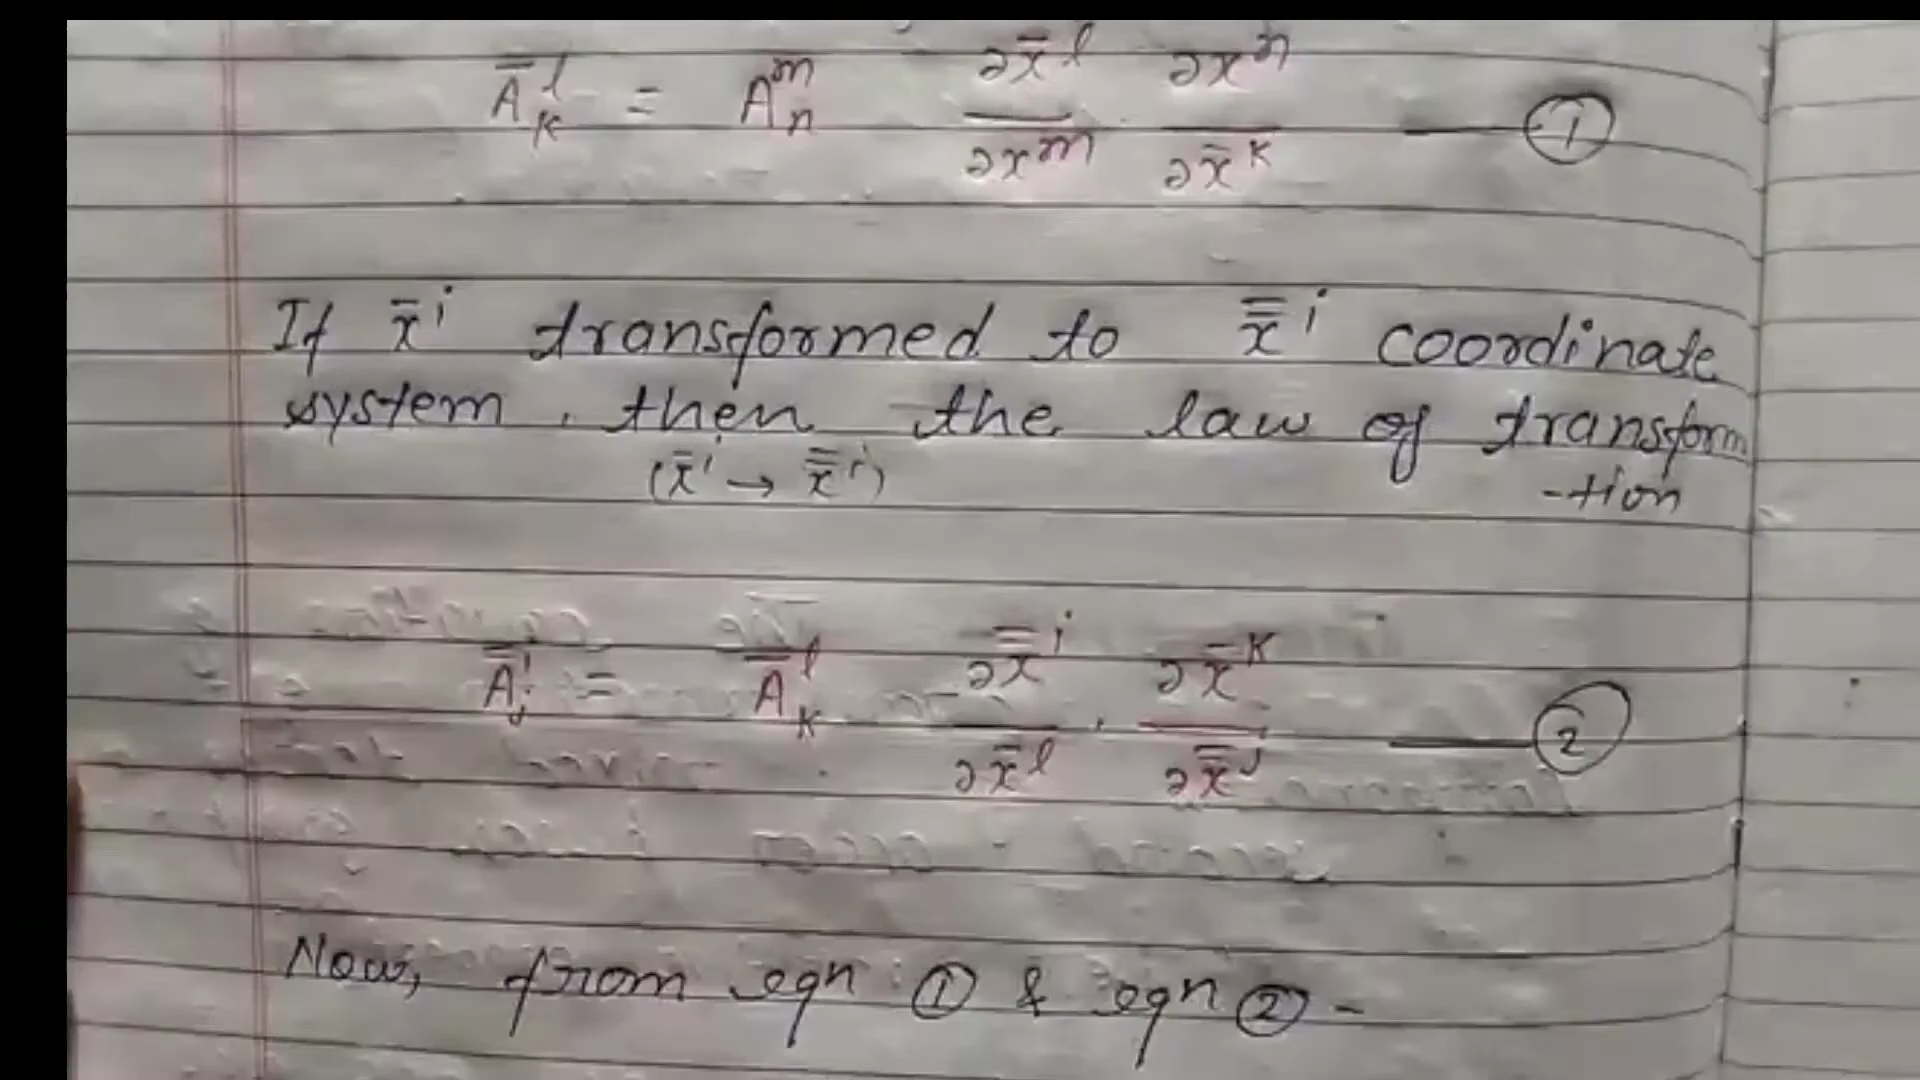 Ā^l_k = A^m_n ∂x̄^l/∂x^m ∂x^n/∂x̄^k — ①
If x̄^i transformed to x̿^i coordinate
system, then the law of transform
(x̄^i → x̿^i) -tion
A̿^i_j = Ā^l_k ∂x̿^i/∂x̄^l · ∂x̄^k/∂x̿^j — ②
Now, from eqn ① & eqn ② -